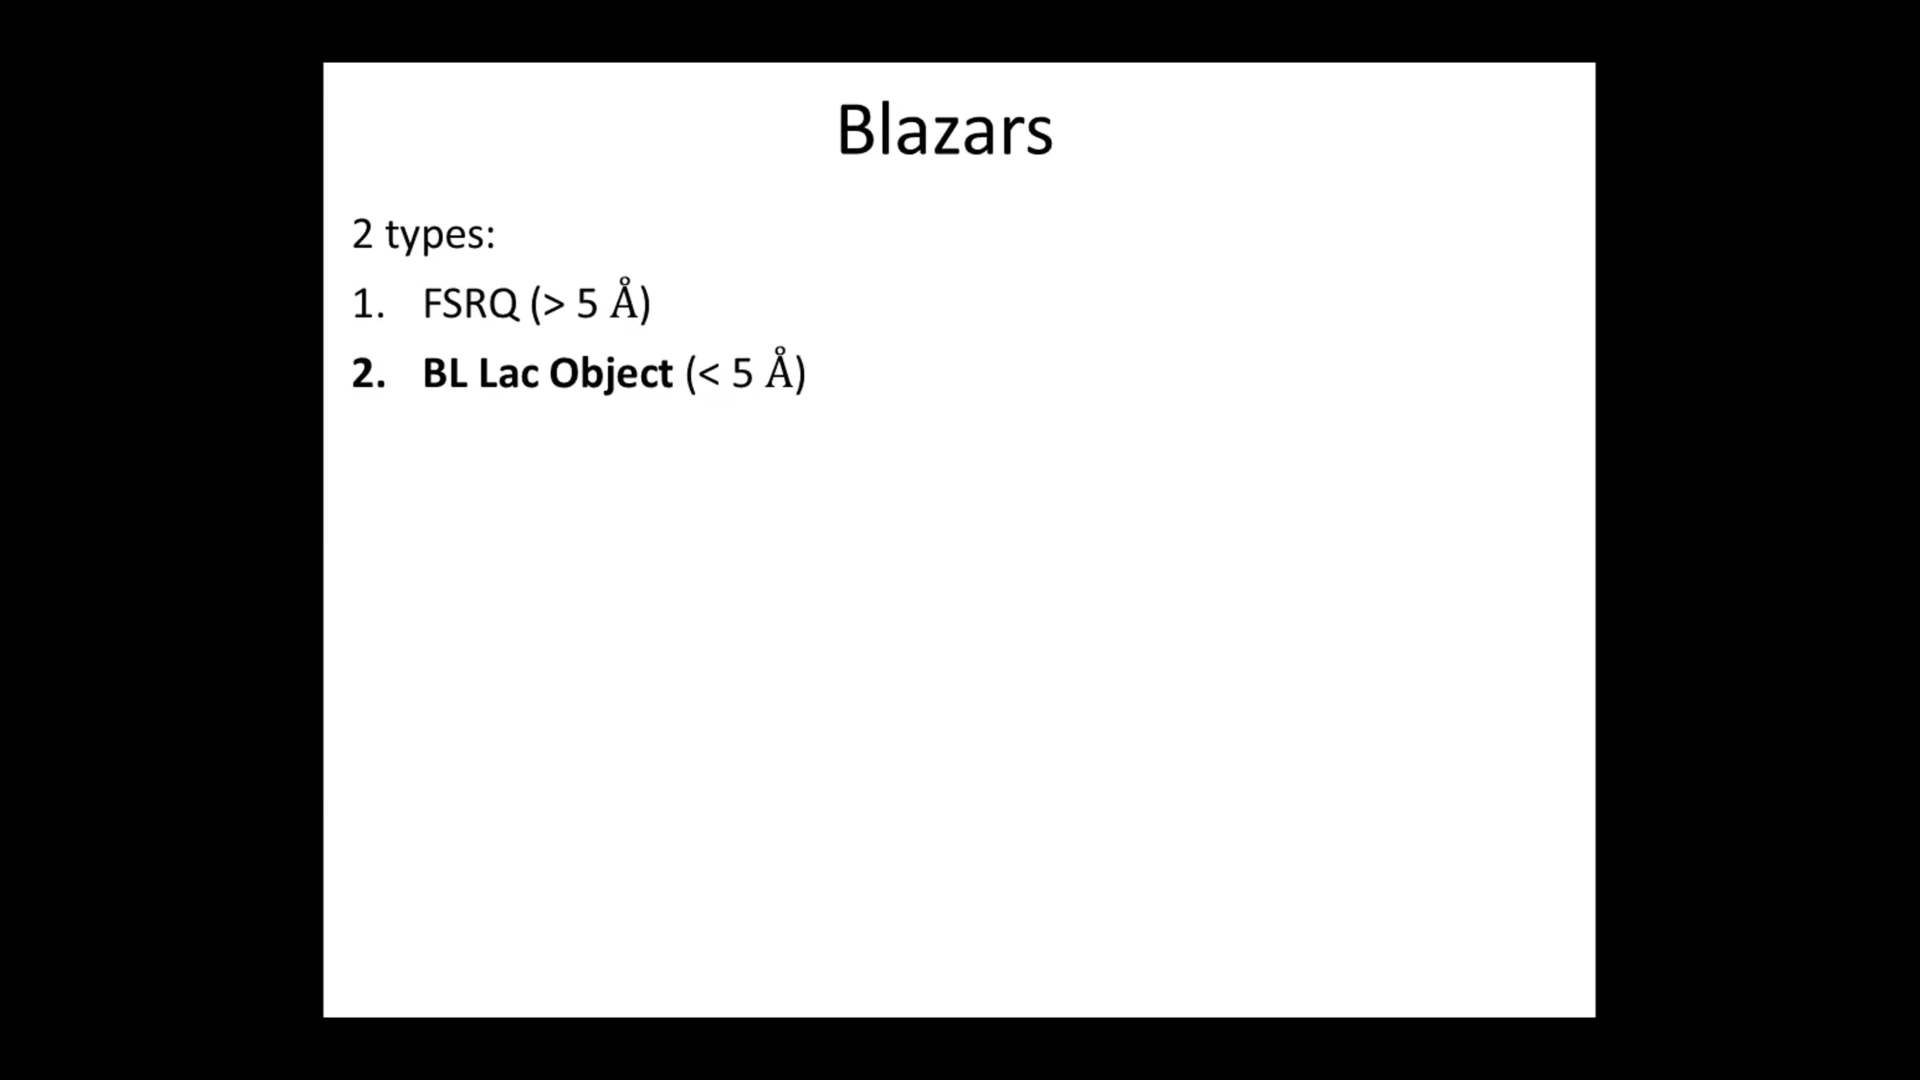 Blazars
2 types:
1. FSRQ (> 5 Å)
2. BL Lac Object (< 5 Å)